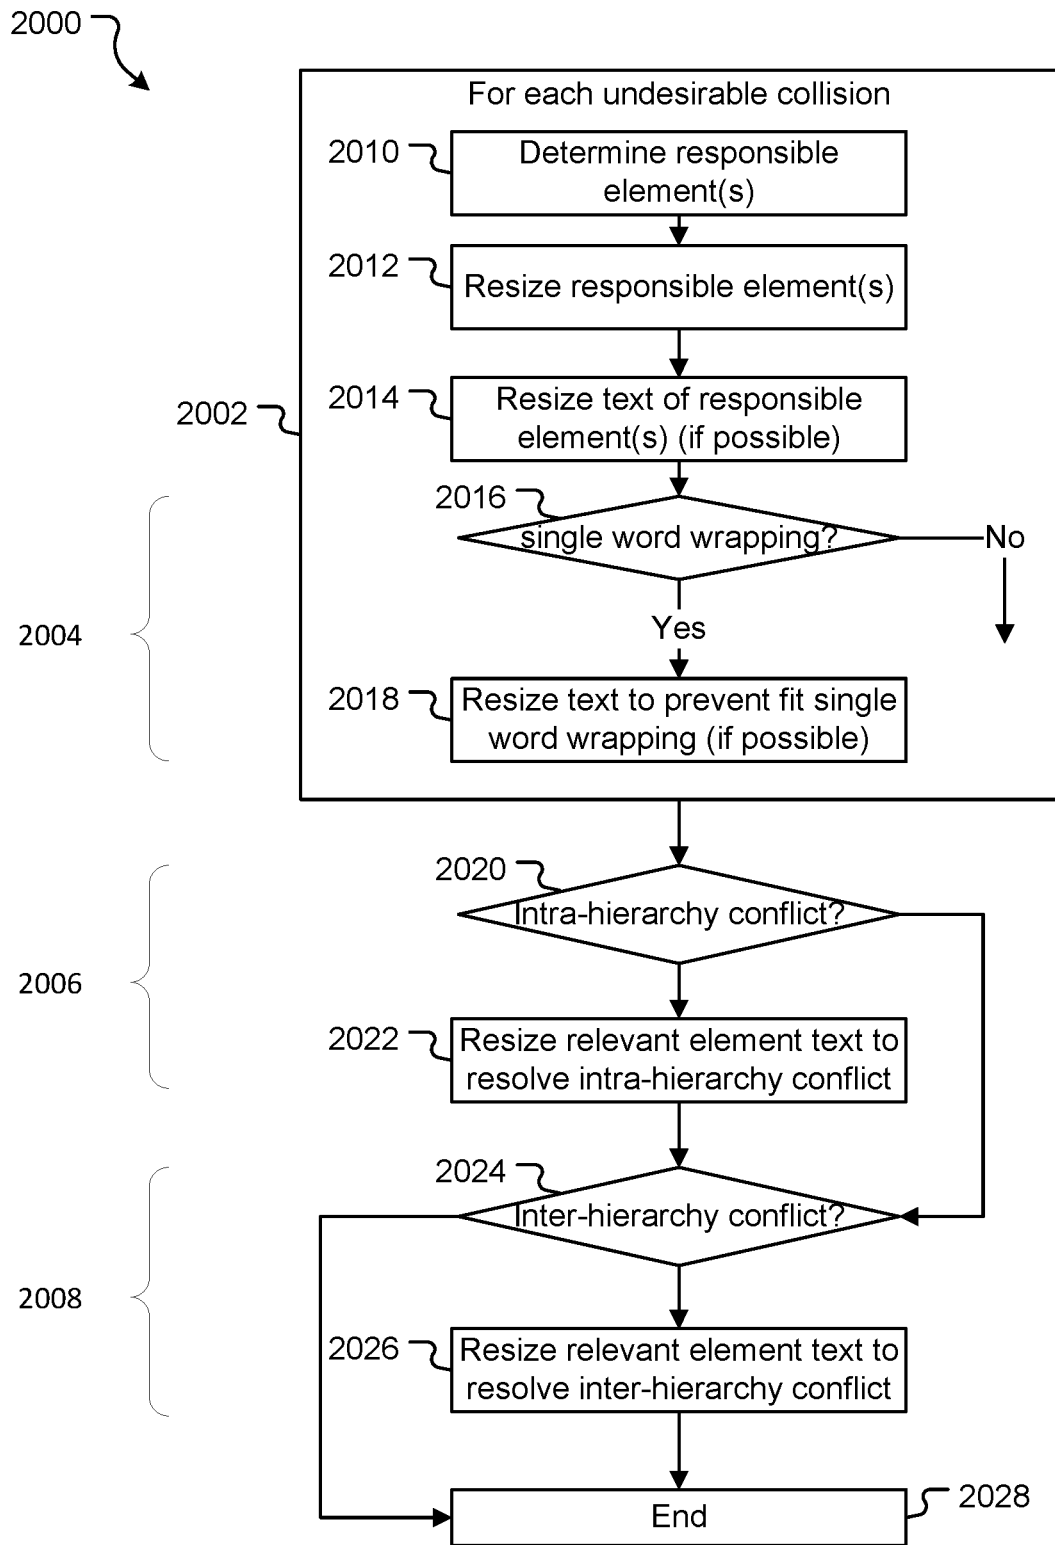 2000
For each undesirable collision
2010
Determine responsible
element(s)
2012
Resize responsible element(s)
2002
2014
Resize text of responsible
element(s) (if possible)
2016
single word wrapping?
No
2004
Yes
2018
Resize text to prevent fit single
word wrapping (if possible)
2020
Intra-hierarchy conflict?
2006
2022
Resize relevant element text to
resolve intra-hierarchy conflict
2024
Inter-hierarchy conflict?
2008
2026
Resize relevant element text to
resolve inter-hierarchy conflict
2028
End